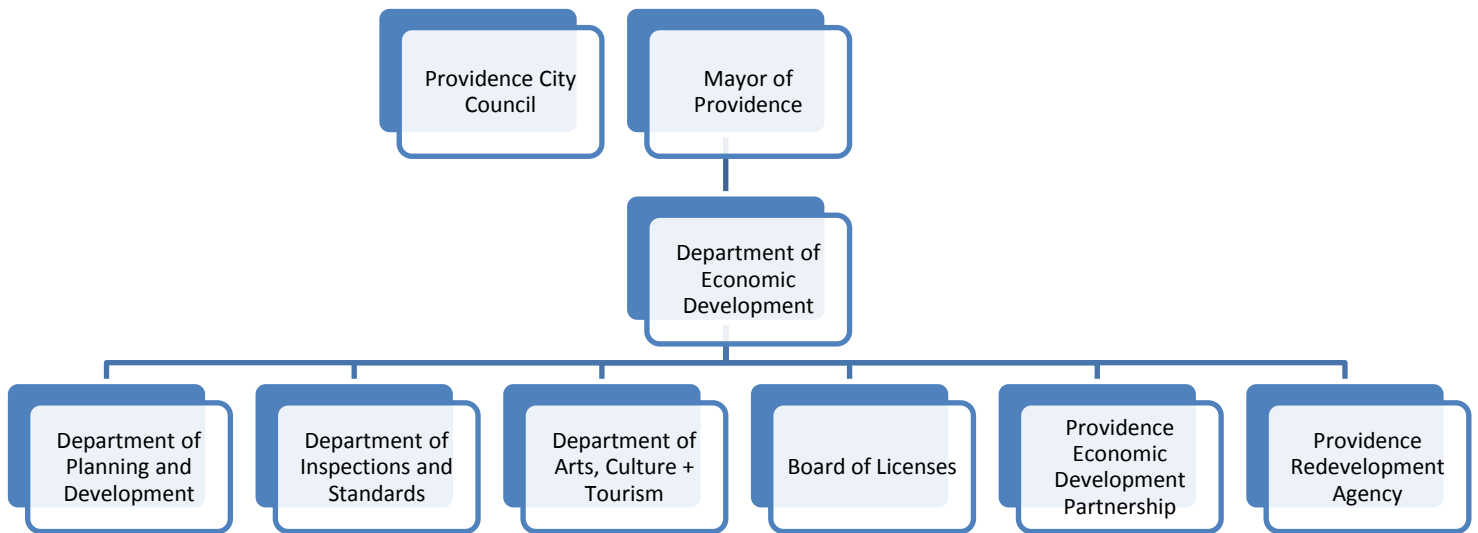 Providence City
Council
Mayor of
Providence
Department of
Economic
Development
Department of
Planning and
Development
Department of
Inspections and
Standards
Department of
Arts, Culture +
Tourism
Board of Licenses
Providence
Economic
Development
Partnership
Providence
Redevelopment
Agency